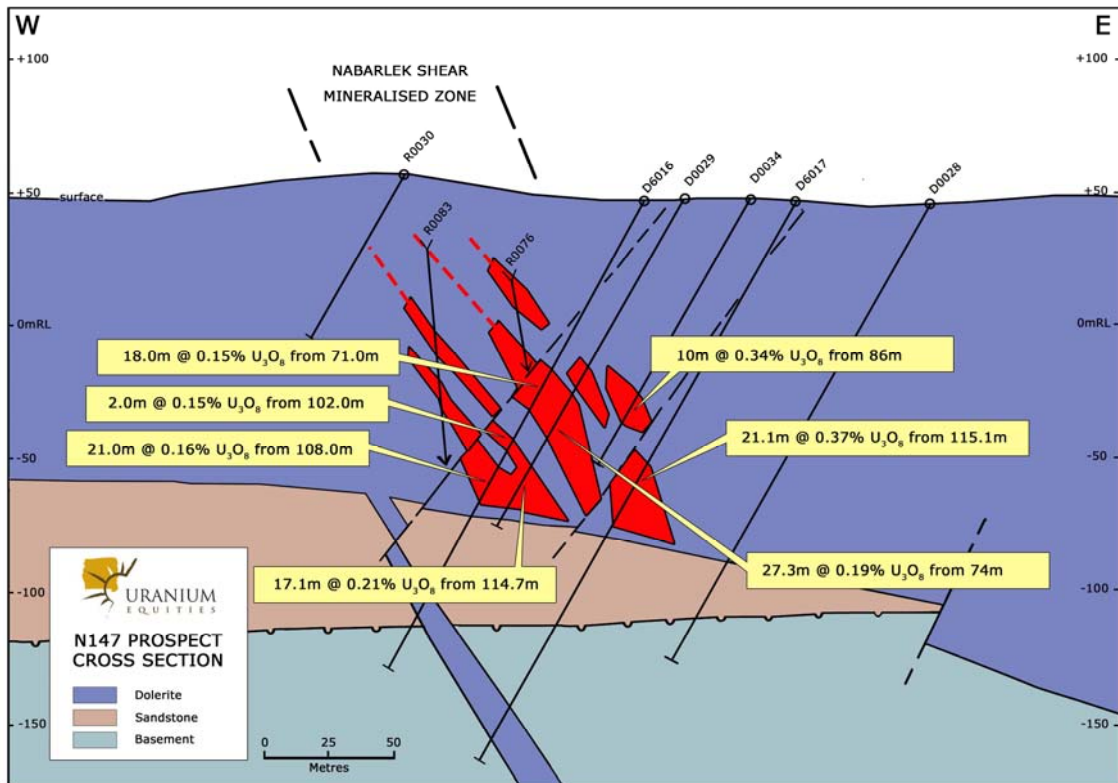 W
E
+100
+100
NABARLEK SHEAR
MINERALISED ZONE
R0030
D6016
D0029
D0034
D6017
D0028
+50
+50
surface
R0083
R0076
0mRL
0mRL
18.0m @ 0.15% U₃O₈ from 71.0m
10m @ 0.34% U₃O₈ from 86m
2.0m @ 0.15% U₃O₈ from 102.0m
21.0m @ 0.16% U₃O₈ from 108.0m
21.1m @ 0.37% U₃O₈ from 115.1m
-50
-50
17.1m @ 0.21% U₃O₈ from 114.7m
27.3m @ 0.19% U₃O₈ from 74m
-100
-100
URANIUM
EQUITIES
N147 PROSPECT
CROSS SECTION
Dolerite
Sandstone
Basement
-150
-150
0 25 50
Metres